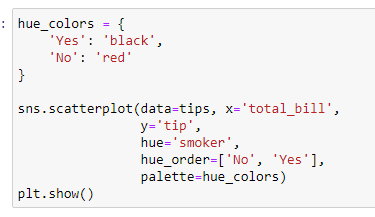 : hue_colors = {
    'Yes': 'black',
    'No': 'red'
}

sns.scatterplot(data=tips, x='total_bill',
                y='tip',
                hue='smoker',
                hue_order=['No', 'Yes'],
                palette=hue_colors)
plt.show()